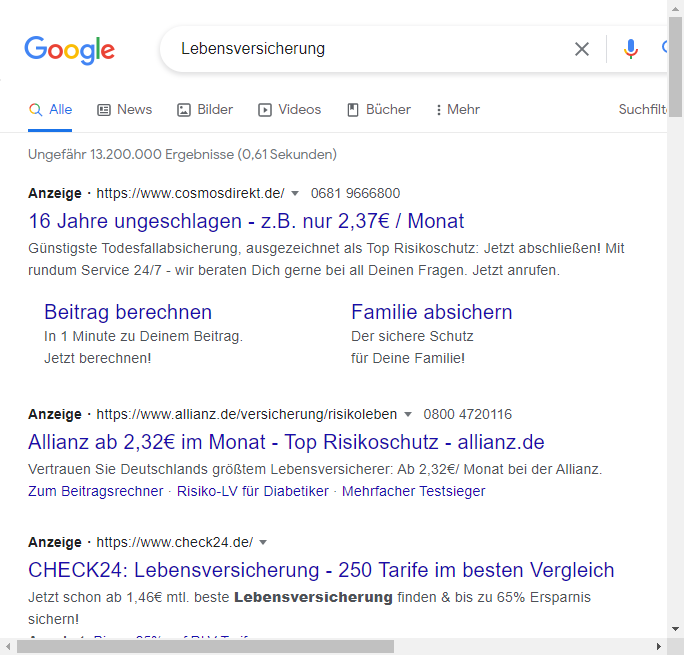 Google
Lebensversicherung
Alle News Bilder Videos Bücher Mehr Suchfilt
Ungefähr 13.200.000 Ergebnisse (0,61 Sekunden)
Anzeige · https://www.cosmosdirekt.de/ 0681 9666800
16 Jahre ungeschlagen - z.B. nur 2,37€ / Monat
Günstigste Todesfallabsicherung, ausgezeichnet als Top Risikoschutz: Jetzt abschließen! Mit
rundum Service 24/7 - wir beraten Dich gerne bei all Deinen Fragen. Jetzt anrufen.
Beitrag berechnen
In 1 Minute zu Deinem Beitrag.
Jetzt berechnen!
Familie absichern
Der sichere Schutz
für Deine Familie!
Anzeige · https://www.allianz.de/versicherung/risikoleben 0800 4720116
Allianz ab 2,32€ im Monat - Top Risikoschutz - allianz.de
Vertrauen Sie Deutschlands größtem Lebensversicherer: Ab 2,32€/ Monat bei der Allianz.
Zum Beitragsrechner · Risiko-LV für Diabetiker · Mehrfacher Testsieger
Anzeige · https://www.check24.de/
CHECK24: Lebensversicherung - 250 Tarife im besten Vergleich
Jetzt schon ab 1,46€ mtl. beste Lebensversicherung finden & bis zu 65% Ersparnis
sichern!